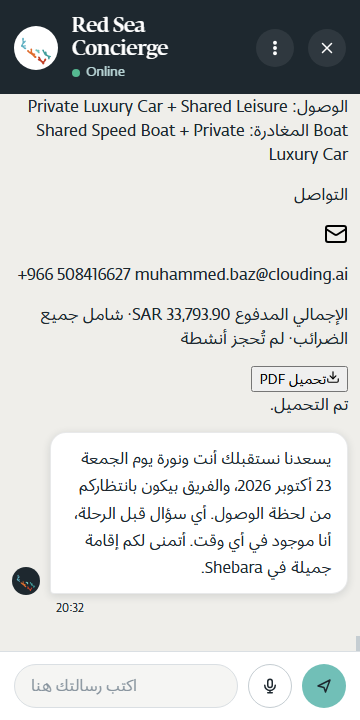 Red Sea
Concierge
Online
الوصول: Private Luxury Car + Shared Leisure
Boat المغادرة: Shared Speed Boat + Private
Luxury Car
التواصل
+966 508416627 muhammed.baz@clouding.ai
الإجمالي المدفوع SAR 33,793.90· شامل جميع
الضرائب· لم تُحجز أنشطة
تحميل PDF
تم التحميل.
يسعدنا نستقبلك أنت ونورة يوم الجمعة
23 أكتوبر 2026، والفريق بيكون بانتظاركم
من لحظة الوصول. أي سؤال قبل الرحلة،
أنا موجود في أي وقت. أتمنى لكم إقامة
جميلة في Shebara.
20:32
اكتب رسالتك هنا